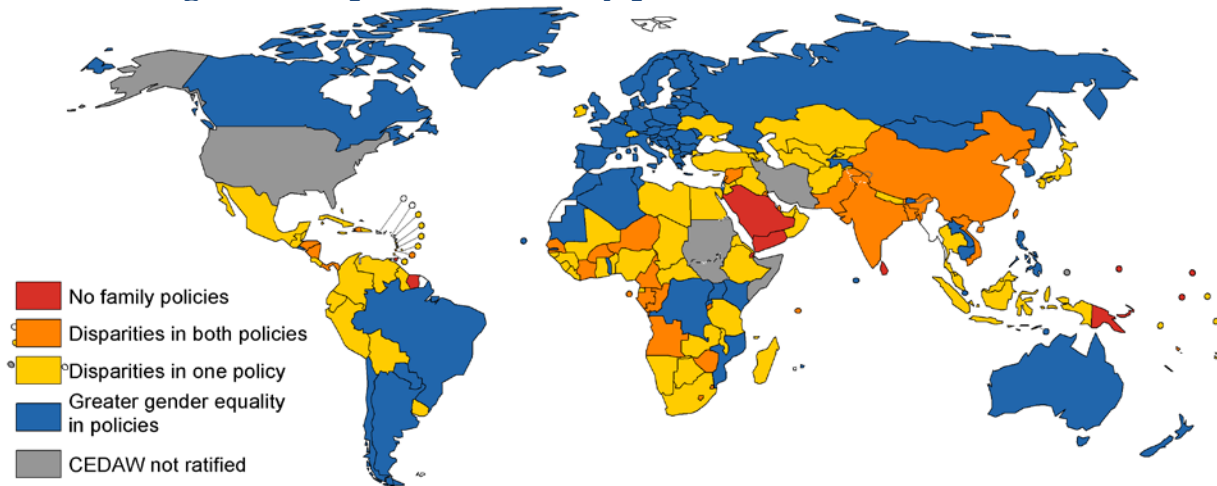 No family policies
Disparities in both policies
Disparities in one policy
Greater gender equality
in policies
CEDAW not ratified